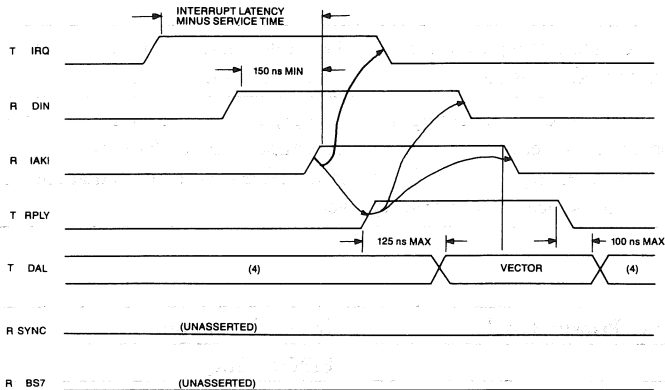 INTERRUPT LATENCY
MINUS SERVICE TIME
T IRQ
150 ns MIN
R DIN
R IAKI
T RPLY
125 ns MAX
100 ns MAX
T DAL
(4)
VECTOR
(4)
R SYNC
(UNASSERTED)
R BS7
(UNASSERTED)